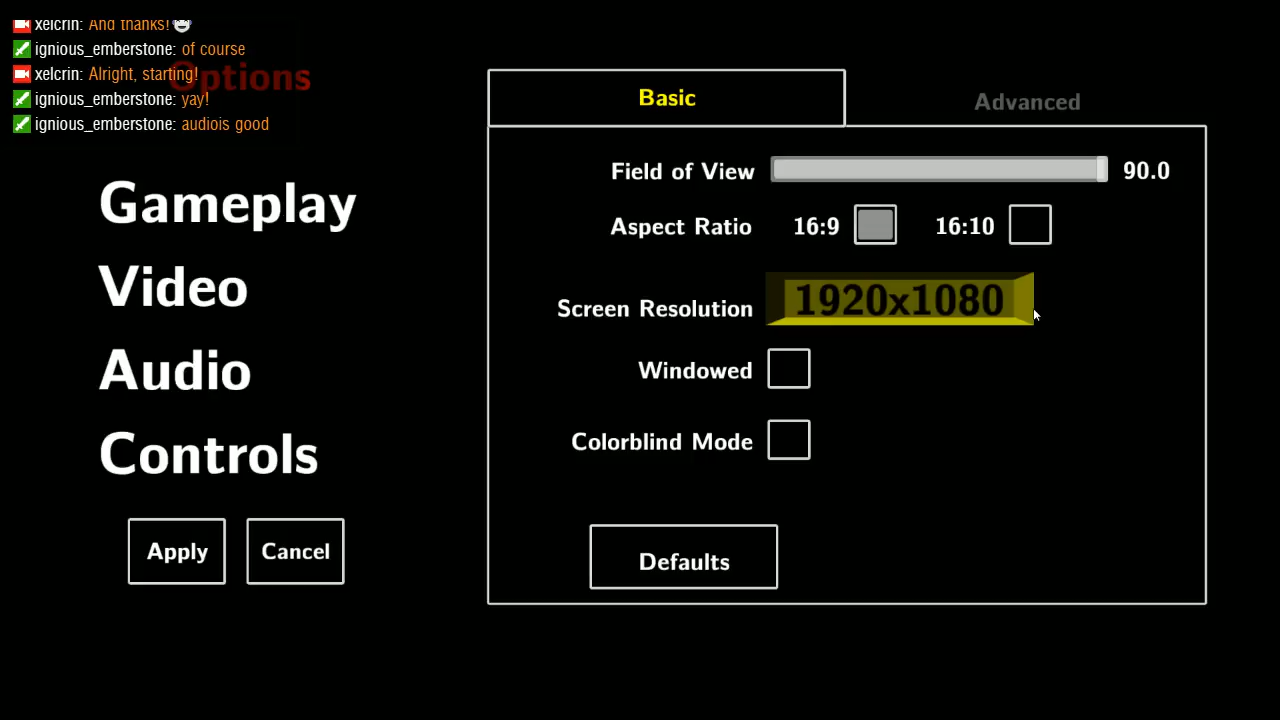 xelcrin: And thanks!
ignious_emberstone: of course
xelcrin: Alright, starting!
ignious_emberstone: yay!
ignious_emberstone: audiois good
Options
Gameplay
Video
Audio
Controls
Apply Cancel
Basic Advanced
Field of View 90.0
Aspect Ratio 16:9 16:10
Screen Resolution 1920x1080
Windowed
Colorblind Mode
Defaults